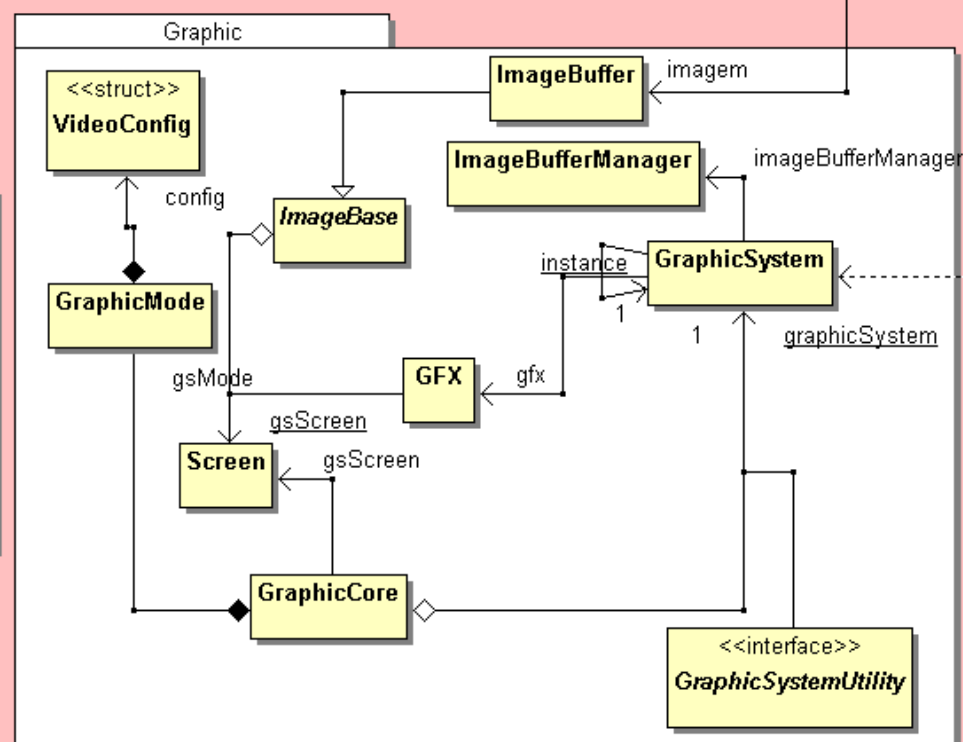 Graphic
<<struct>>
VideoConfig
ImageBuffer
imagem
ImageBufferManager
imageBufferManager
config
ImageBase
GraphicMode
instance
GraphicSystem
1
1
graphicSystem
gsMode
GFX
gfx
gsScreen
Screen
gsScreen
GraphicCore
<<interface>>
GraphicSystemUtility